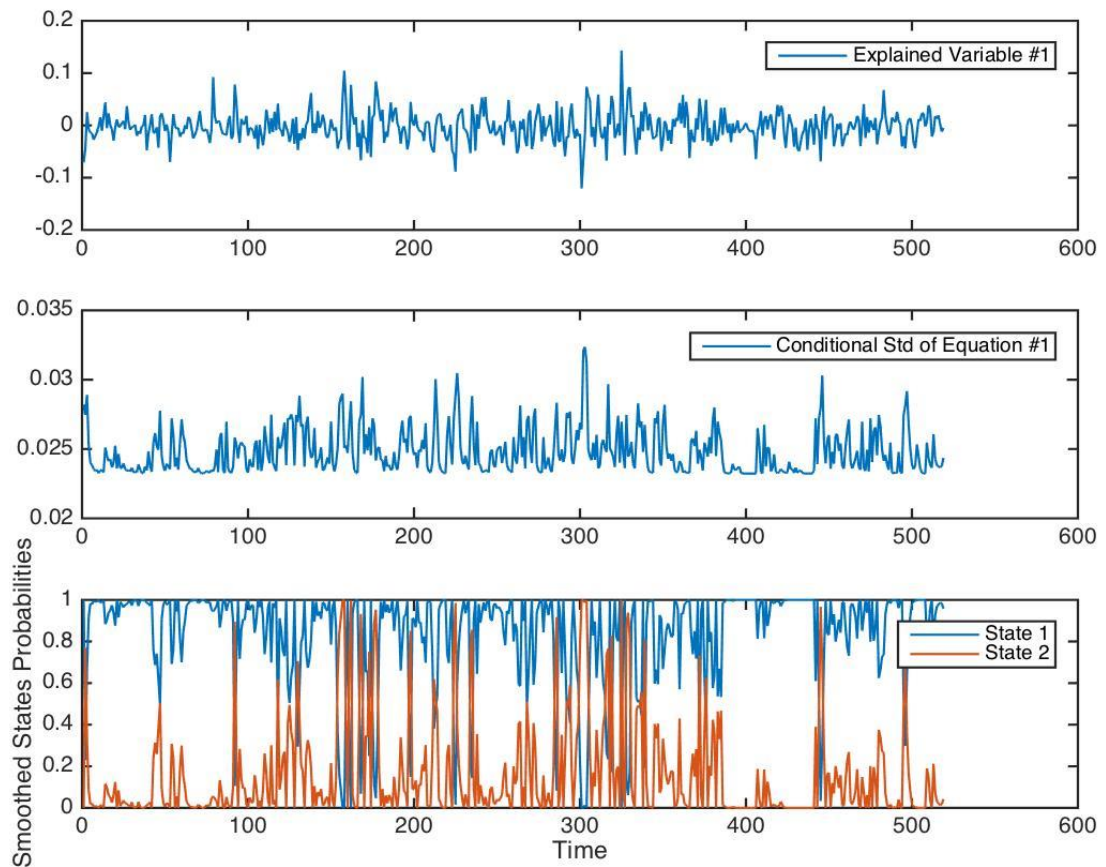 0.2
Explained Variable #1
0.1
0
-0.1
-0.2
0 100 200 300 400 500 600
0.035
Conditional Std of Equation #1
0.03
0.025
0.02
0 100 200 300 400 500 600
Smoothed States Probabilities
1
State 1
0.8
State 2
0.6
0.4
0.2
0
0 100 200 300 400 500 600
Time